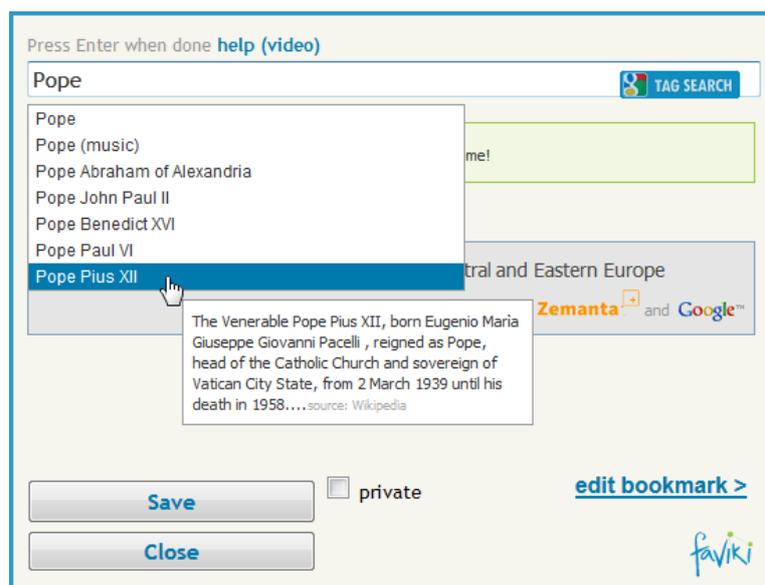 Press Enter when done help (video)
Pope
TAG SEARCH
Pope
Pope (music)
me!
Pope Abraham of Alexandria
Pope John Paul II
Pope Benedict XVI
Pope Paul VI
Pope Pius XII
tral and Eastern Europe
Zemanta and Google™
The Venerable Pope Pius XII, born Eugenio Marìa
Giuseppe Giovanni Pacelli , reigned as Pope,
head of the Catholic Church and sovereign of
Vatican City State, from 2 March 1939 until his
death in 1958....source: Wikipedia
Save
private
edit bookmark >
Close
faviki